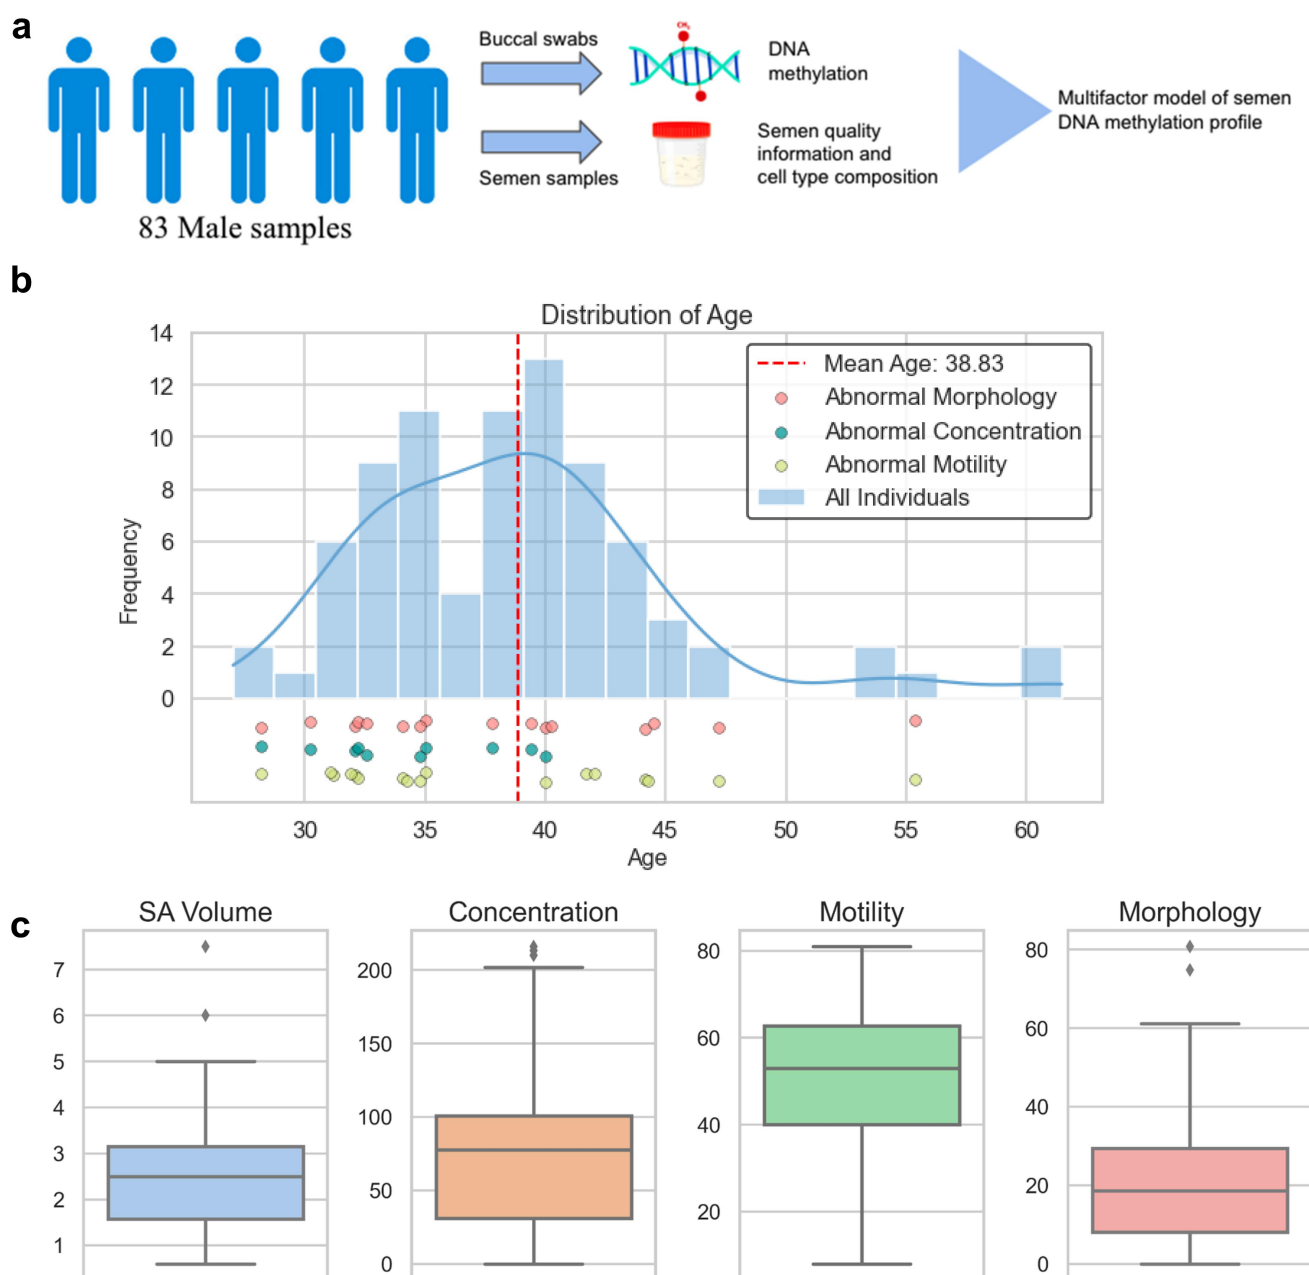 a
Buccal swabs
CH3
DNA
methylation
Multifactor model of semen
DNA methylation profile
Semen quality
information and
cell type composition
Semen samples
83 Male samples
b
Distribution of Age
14
12
10
8
6
4
2
0
Frequency
Mean Age: 38.83
Abnormal Morphology
Abnormal Concentration
Abnormal Motility
All Individuals
30 35 40 45 50 55 60
Age
c
SA Volume
7
6
5
4
3
2
1
Concentration
200
150
100
50
0
Motility
80
60
40
20
Morphology
80
60
40
20
0